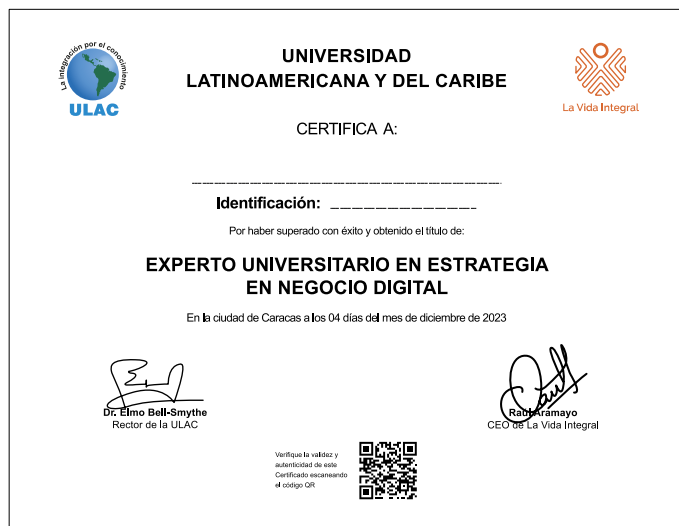 La integración por el conocimiento
ULAC
UNIVERSIDAD
LATINOAMERICANA Y DEL CARIBE
La Vida Integral
CERTIFICA A:
Identificación:
Por haber superado con éxito y obtenido el título de:
EXPERTO UNIVERSITARIO EN ESTRATEGIA
EN NEGOCIO DIGITAL
En la ciudad de Caracas a los 04 días del mes de diciembre de 2023
Dr. Elmo Bell-Smythe
Rector de la ULAC
Raúl Aramayo
CEO de La Vida Integral
Verifique la validez y
autenticidad de este
Certificado escaneando
el código QR